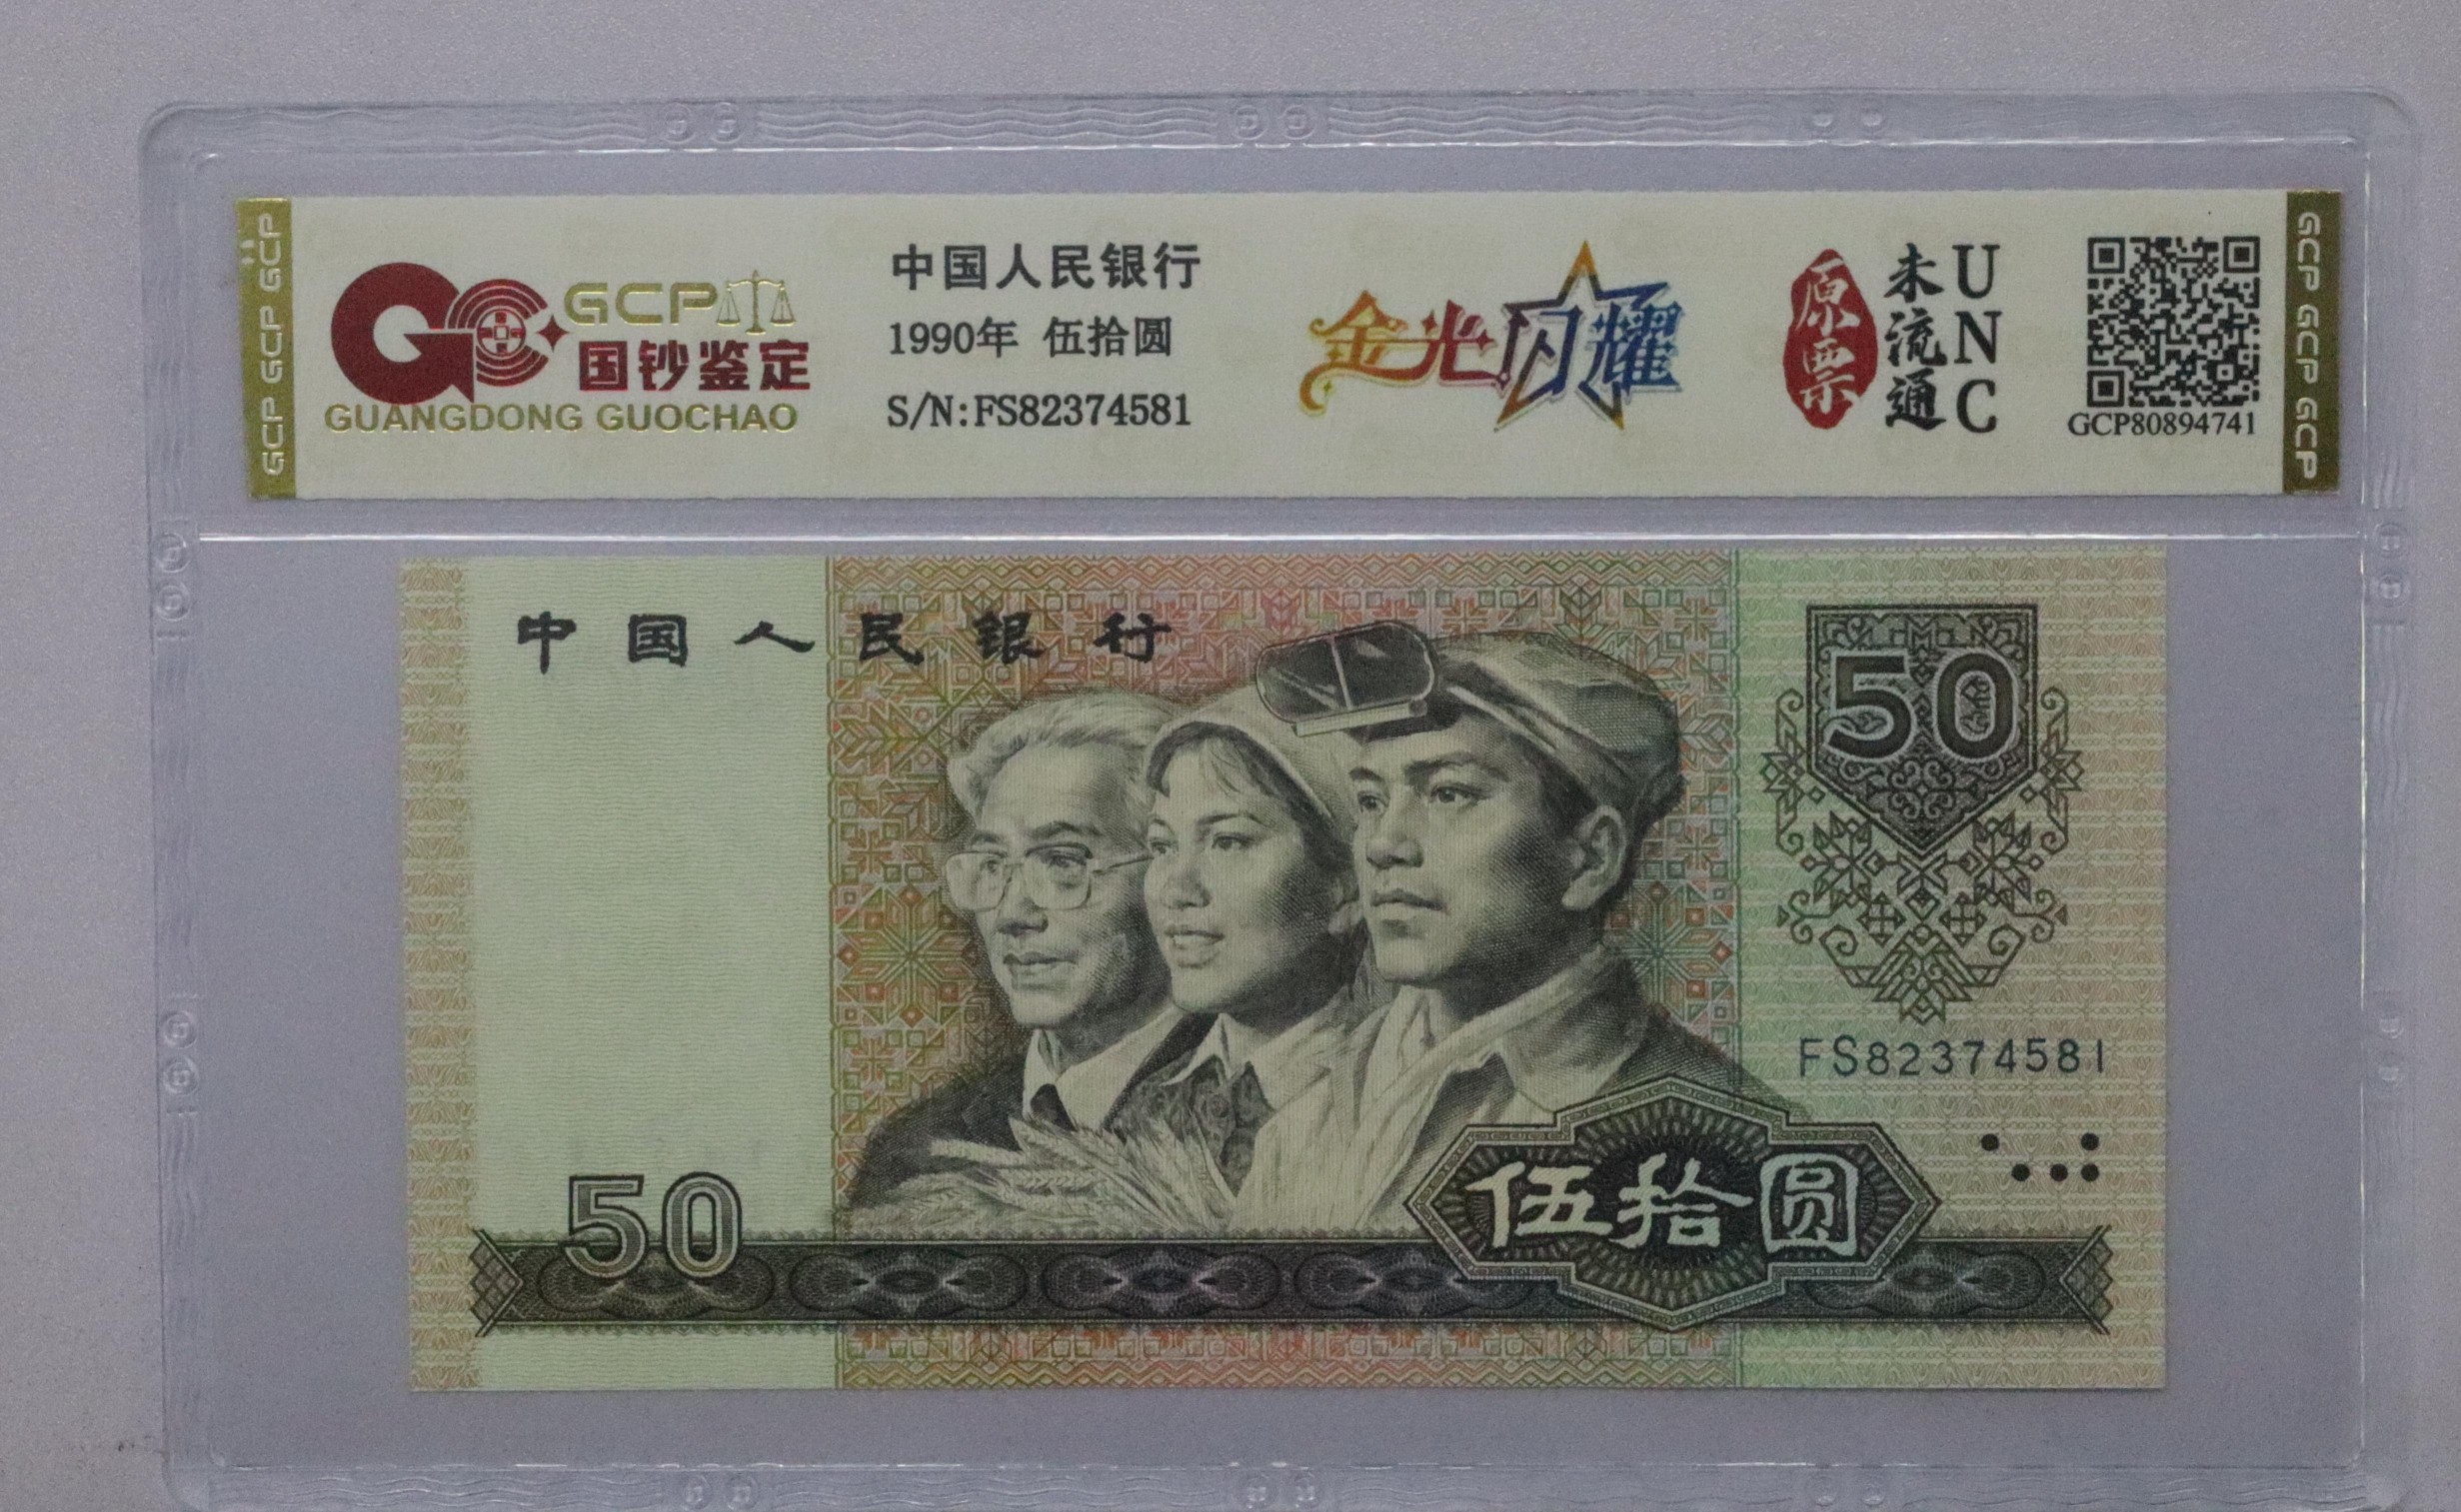 GCP GCP GCP
GCP
国钞鉴定
GUANGDONG GUOCHAO
中国人民银行
1990年 伍拾圆
S/N:FS82374581
金光闪耀
原票
未流通
UNC
GCP80894741
GCP GCP GCP
中国人民银行
50
FS82374581
50
伍拾圆